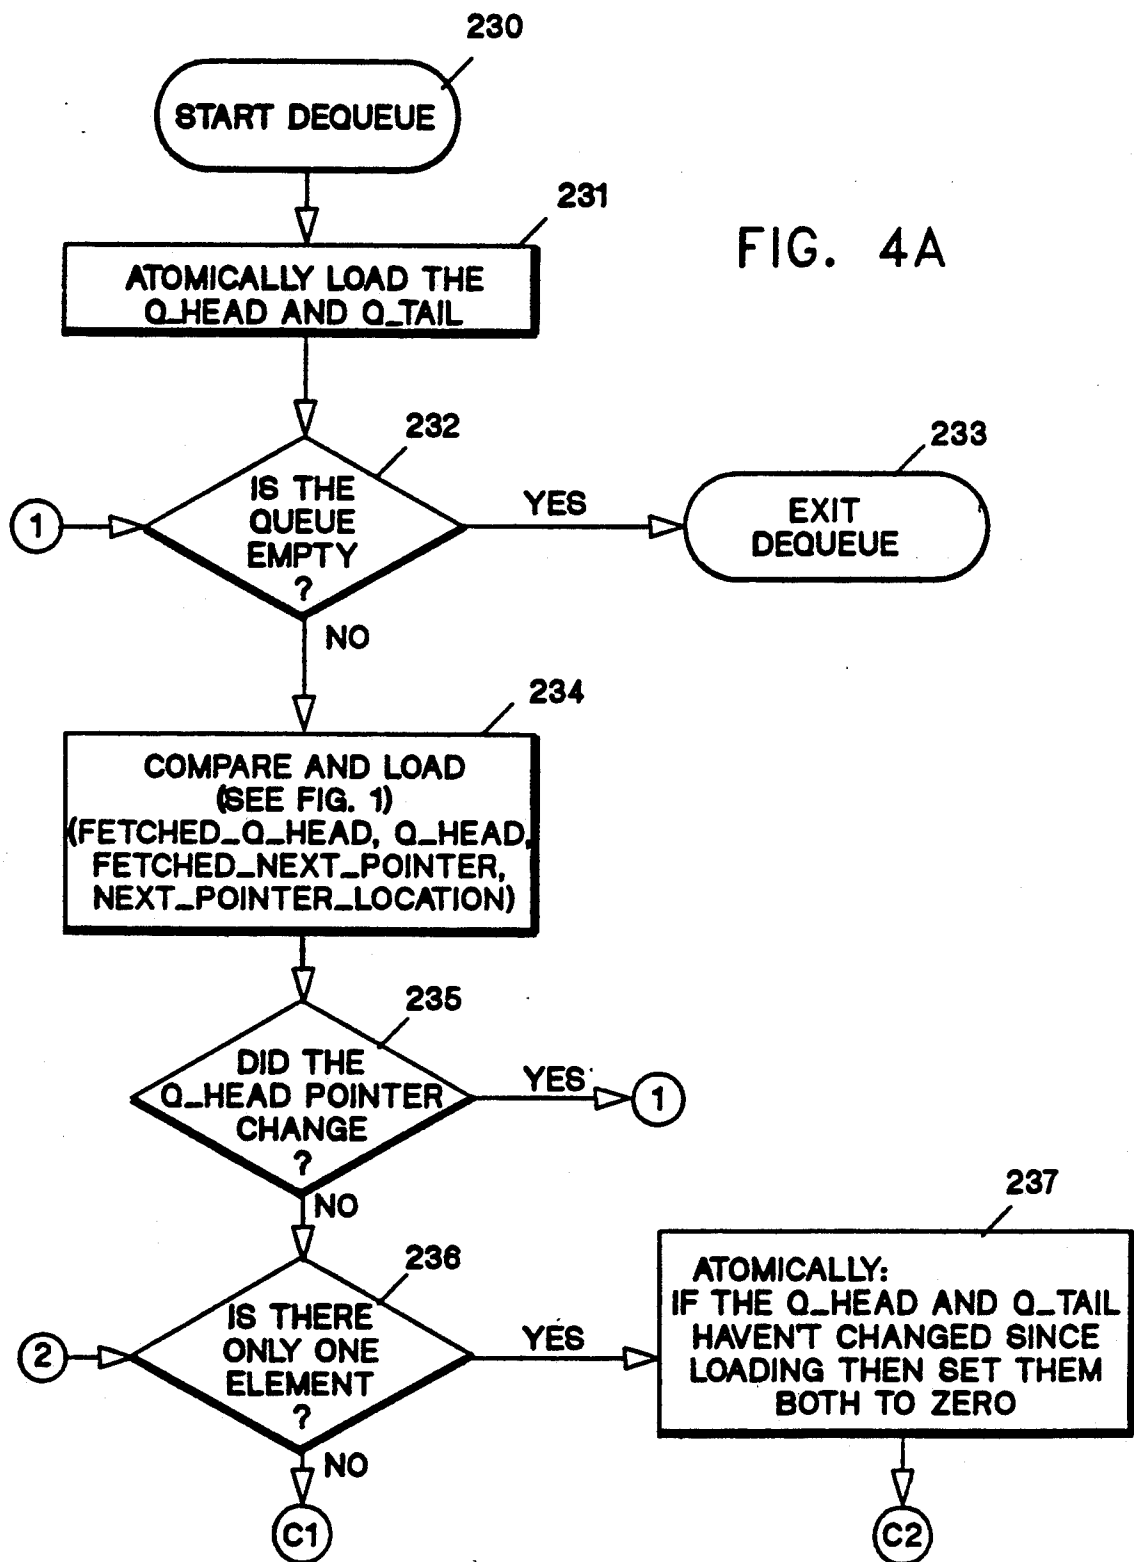 230
START DEQUEUE
231
FIG. 4A
ATOMICALLY LOAD THE
Q_HEAD AND Q_TAIL
232
233
1
IS THE
QUEUE
EMPTY
?
YES
EXIT
DEQUEUE
NO
234
COMPARE AND LOAD
(SEE FIG. 1)
(FETCHED_Q_HEAD, Q_HEAD,
FETCHED_NEXT_POINTER,
NEXT_POINTER_LOCATION)
235
DID THE
Q_HEAD POINTER
CHANGE
?
YES
1
NO
236
237
2
IS THERE
ONLY ONE
ELEMENT
?
YES
ATOMICALLY:
IF THE Q_HEAD AND Q_TAIL
HAVEN'T CHANGED SINCE
LOADING THEN SET THEM
BOTH TO ZERO
NO
C1
C2